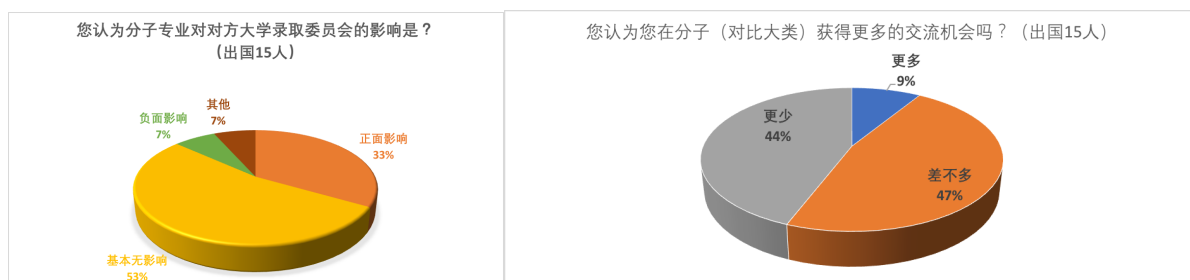 您认为分子专业对对方大学录取委员会的影响是？
（出国15人）
其他
7%
负面影响
7%
正面影响
33%
基本无影响
53%
您认为您在分子（对比大类）获得更多的交流机会吗？（出国15人）
更多
9%
更少
44%
差不多
47%